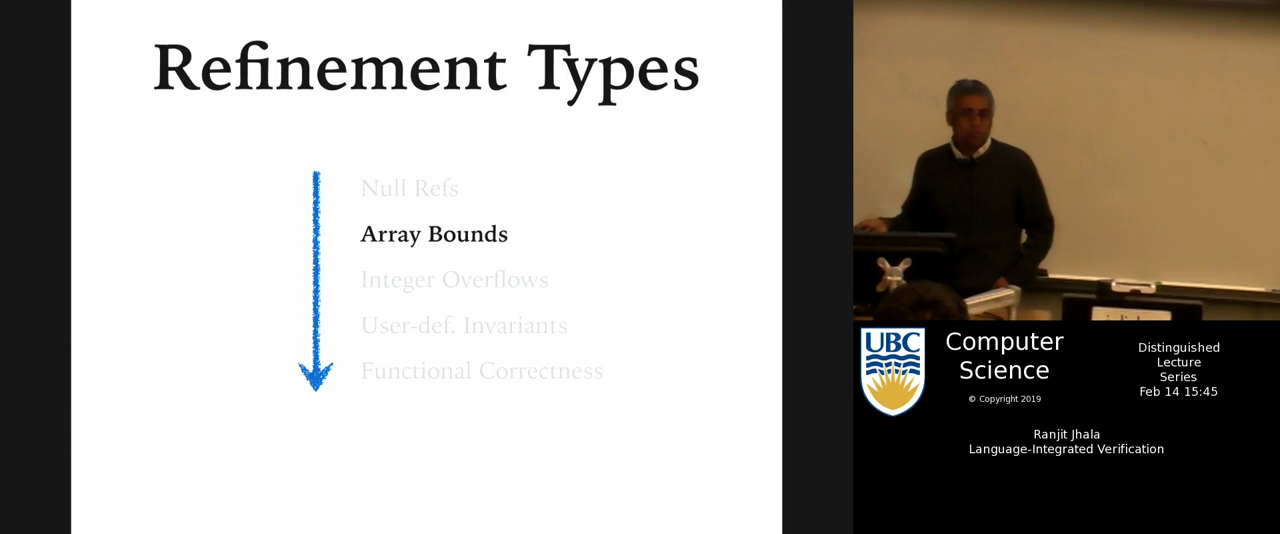 Refinement Types
Null Refs
Array Bounds
Integer Overflows
User-def. Invariants
Functional Correctness
UBC
Computer
Science
© Copyright 2019
Distinguished
Lecture
Series
Feb 14 15:45
Ranjit Jhala
Language-Integrated Verification